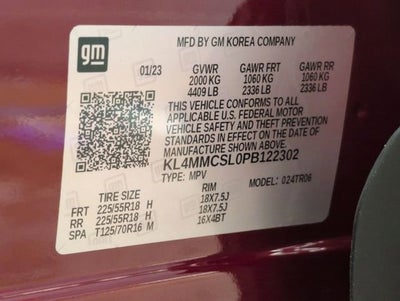 gm
MFD BY GM KOREA COMPANY
01/23 GVWR GAWR FRT GAWR RR
2000 KG 1060 KG 1060 KG
4409 LB 2336 LB 2336 LB
THIS VEHICLE CONFORMS TO ALL
APPLICABLE U.S. FEDERAL MOTOR
VEHICLE SAFETY AND THEFT PREVENTION
STANDARDS IN EFFECT ON THE DATE OF
MANUFACTURE SHOWN ABOVE.
KL4MMCSL0PB122302
TYPE: MPV MODEL: 024TR06
TIRE SIZE RIM
FRT 225/55R18 H 18X7.5J
RR 225/55R18 H 18X7.5J
SPA T125/70R16 M 16X4BT